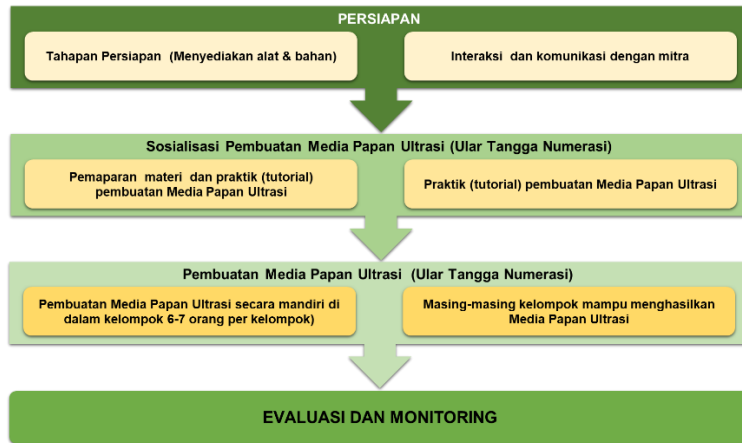 PERSIAPAN
Tahapan Persiapan (Menyediakan alat & bahan)
Interaksi dan komunikasi dengan mitra
Sosialisasi Pembuatan Media Papan Ultrasi (Ular Tangga Numerasi)
Pemaparan materi dan praktik (tutorial)
pembuatan Media Papan Ultrasi
Praktik (tutorial) pembuatan Media Papan Ultrasi
Pembuatan Media Papan Ultrasi (Ular Tangga Numerasi)
Pembuatan Media Papan Ultrasi secara mandiri di
dalam kelompok 6-7 orang per kelompok)
Masing-masing kelompok mampu menghasilkan
Media Papan Ultrasi
EVALUASI DAN MONITORING